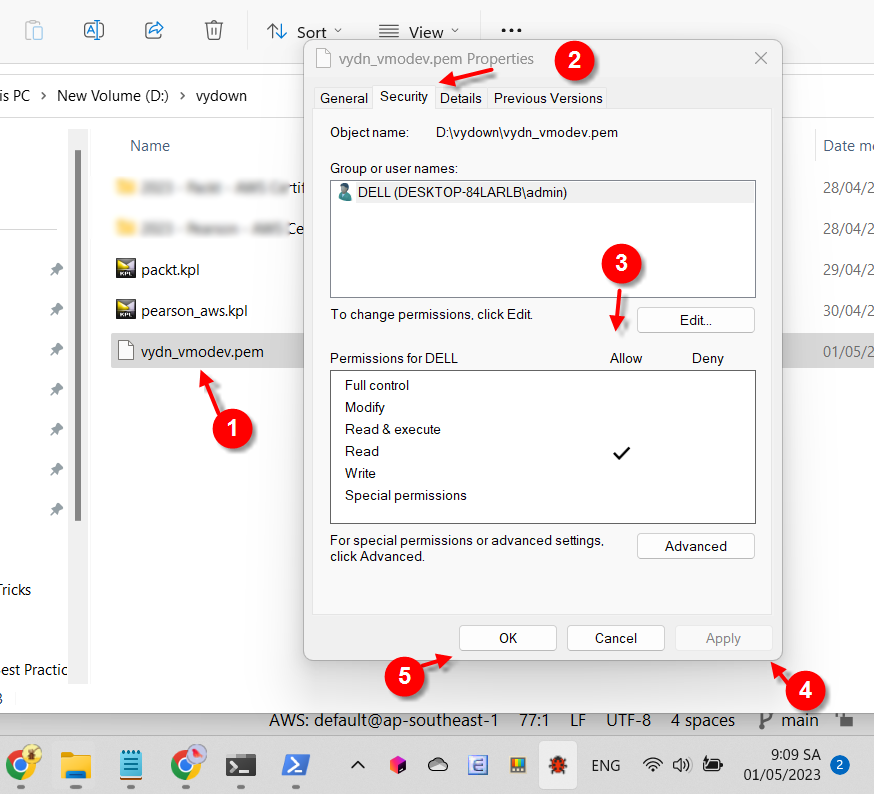 Sort
View
vydn_vmodev.pem Properties
2
is PC > New Volume (D:) > vydown
General
Security
Details
Previous Versions
Object name: D:\vydown\vydn_vmodev.pem
Name
Date mo
Group or user names:
DELL (DESKTOP-84LARLB\admin)
28/04/2
28/04/2
packt.kpl
29/04/2
3
pearson_aws.kpl
30/04/2
To change permissions, click Edit.
Edit...
vydn_vmodev.pem
01/05/2
Permissions for DELL
Allow
Deny
Full control
Modify
Read & execute
Read
Write
Special permissions
1
For special permissions or advanced settings,
click Advanced.
Advanced
Tricks
OK
Cancel
Apply
est Practic
5
4
AWS: default@ap-southeast-1
77:1
LF
UTF-8
4 spaces
main
ENG
9:09 SA
01/05/2023
2